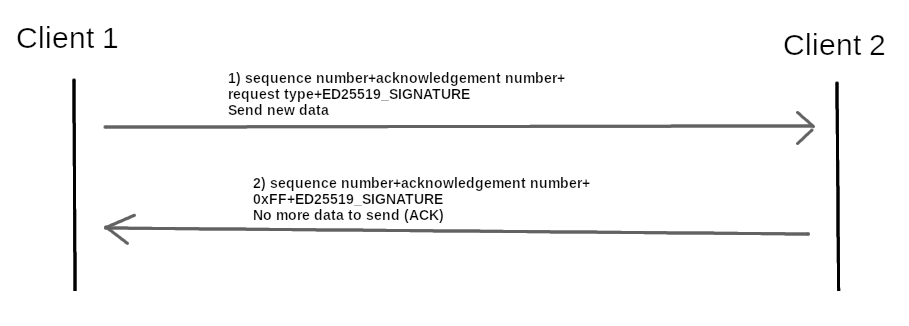 Client 1
Client 2
1) sequence number+acknowledgement number+
request type+ED25519_SIGNATURE
Send new data
2) sequence number+acknowledgement number+
0xFF+ED25519_SIGNATURE
No more data to send (ACK)